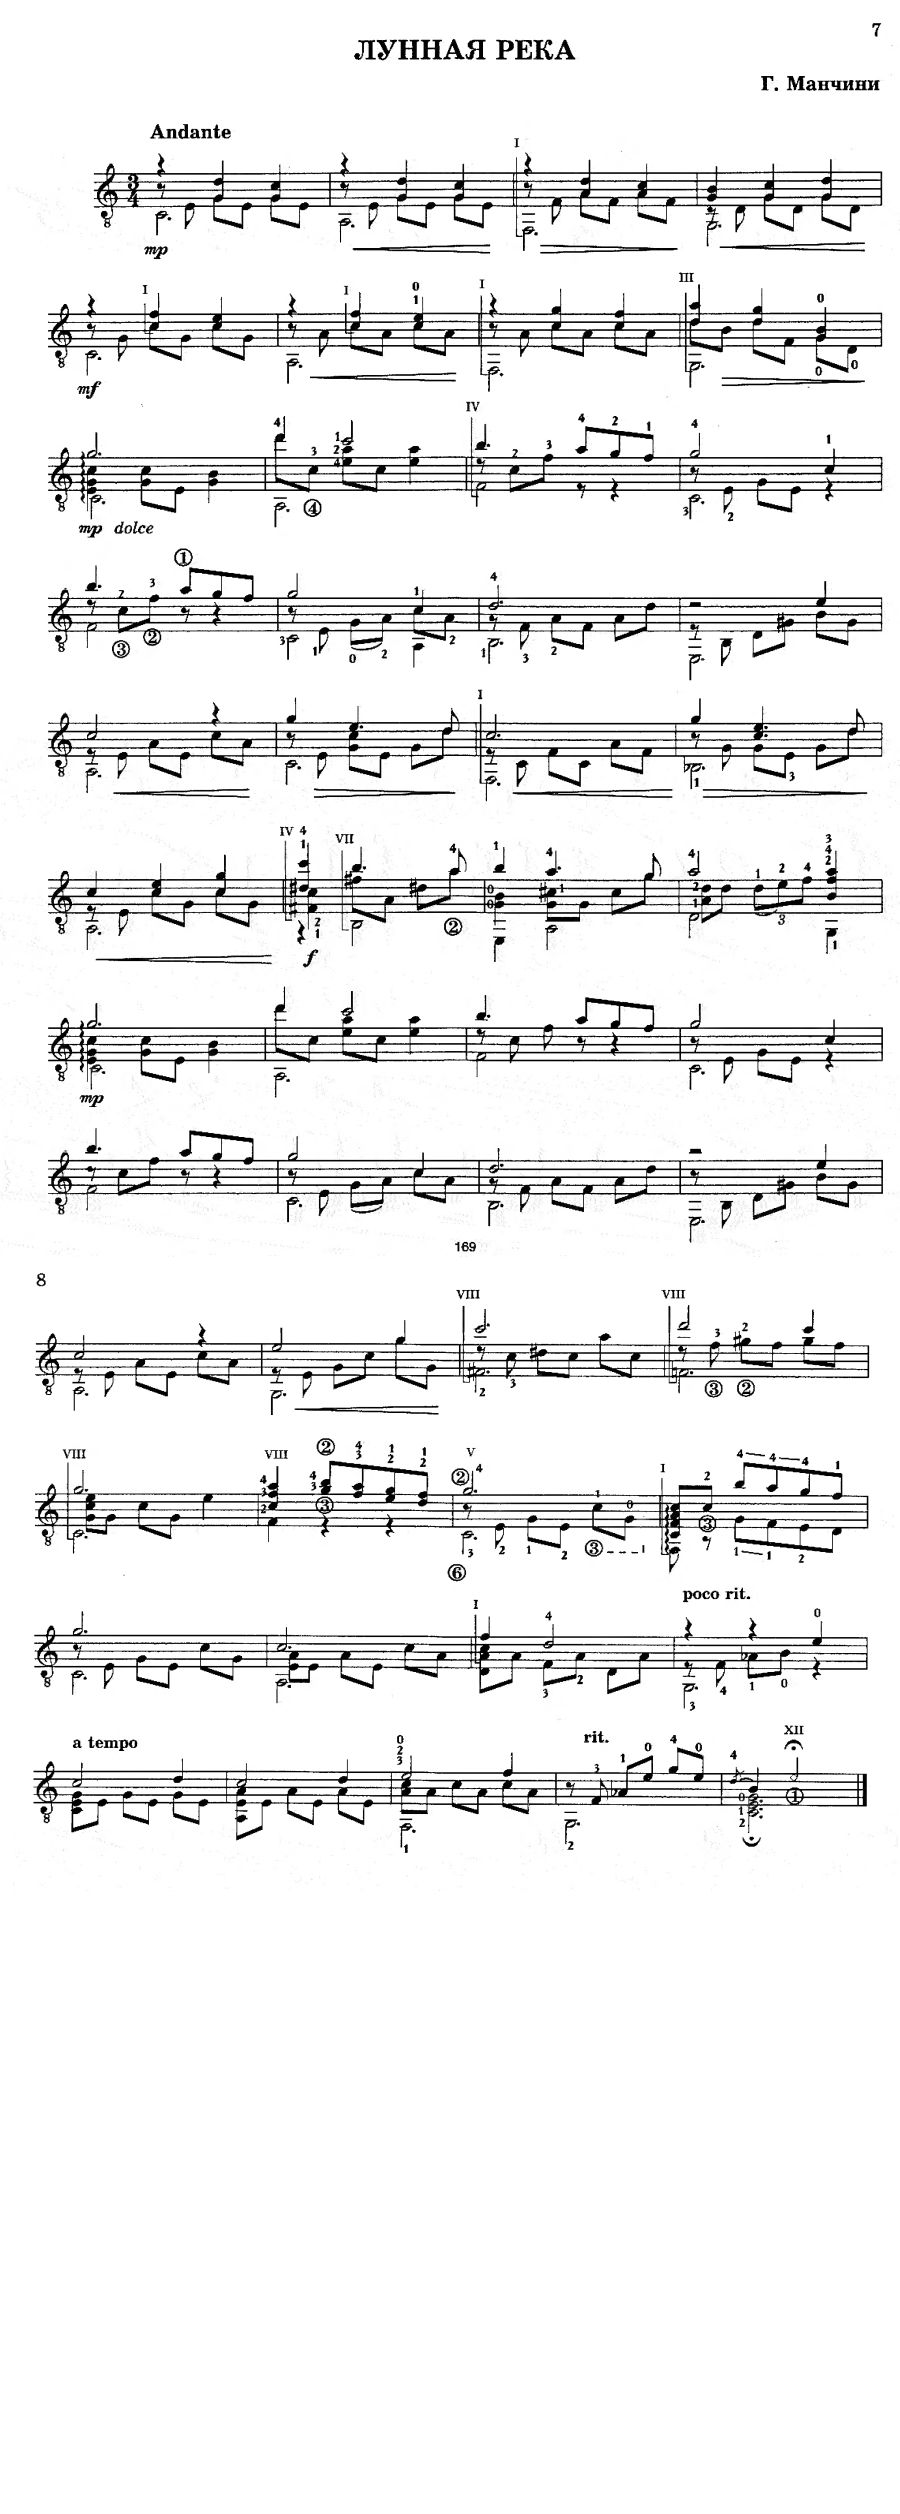 7
ЛУННАЯ РЕКА
Г. Манчини
Andante
mp
mf
mp dolce
f
mp
169
8
poco rit.
a tempo
rit.